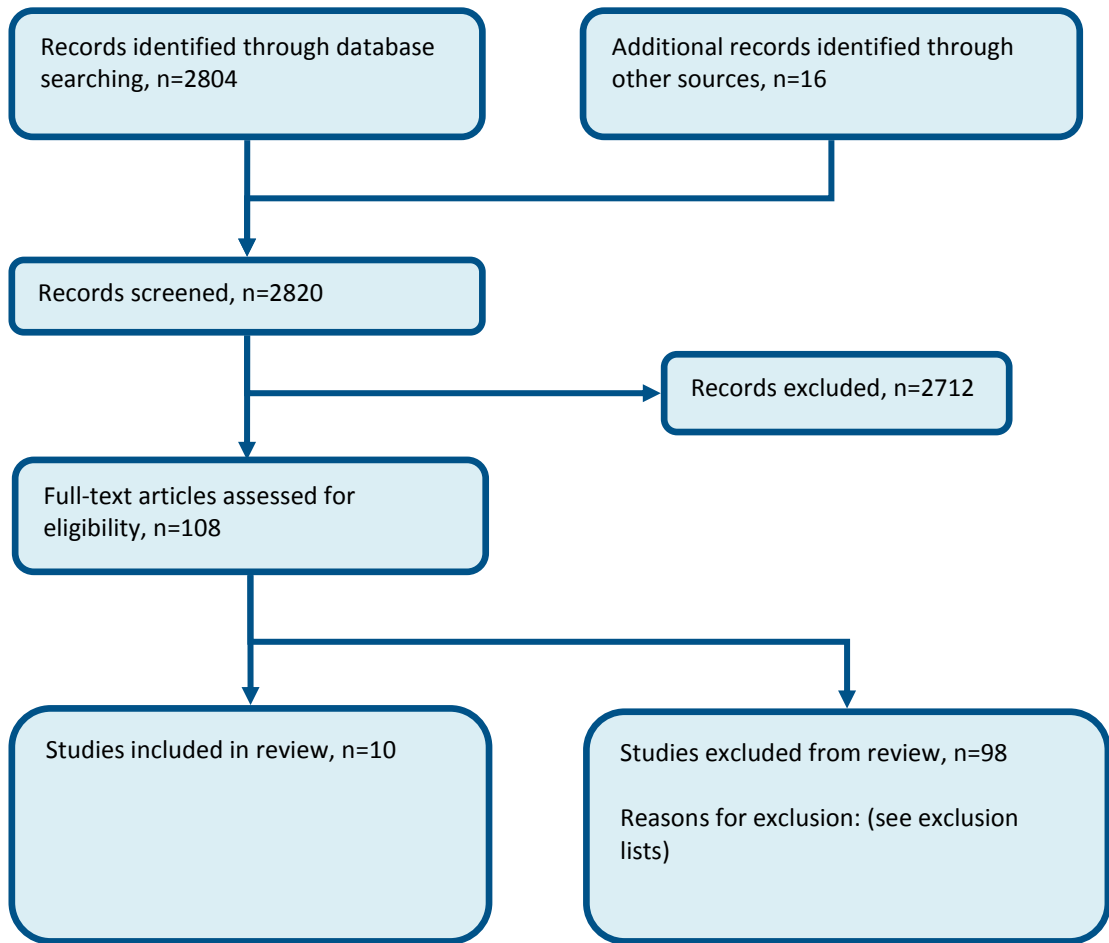 Records identified through database
searching, n=2804
Additional records identified through
other sources, n=16
Records screened, n=2820
Records excluded, n=2712
Full-text articles assessed for
eligibility, n=108
Studies included in review, n=10
Studies excluded from review, n=98
Reasons for exclusion: (see exclusion
lists)